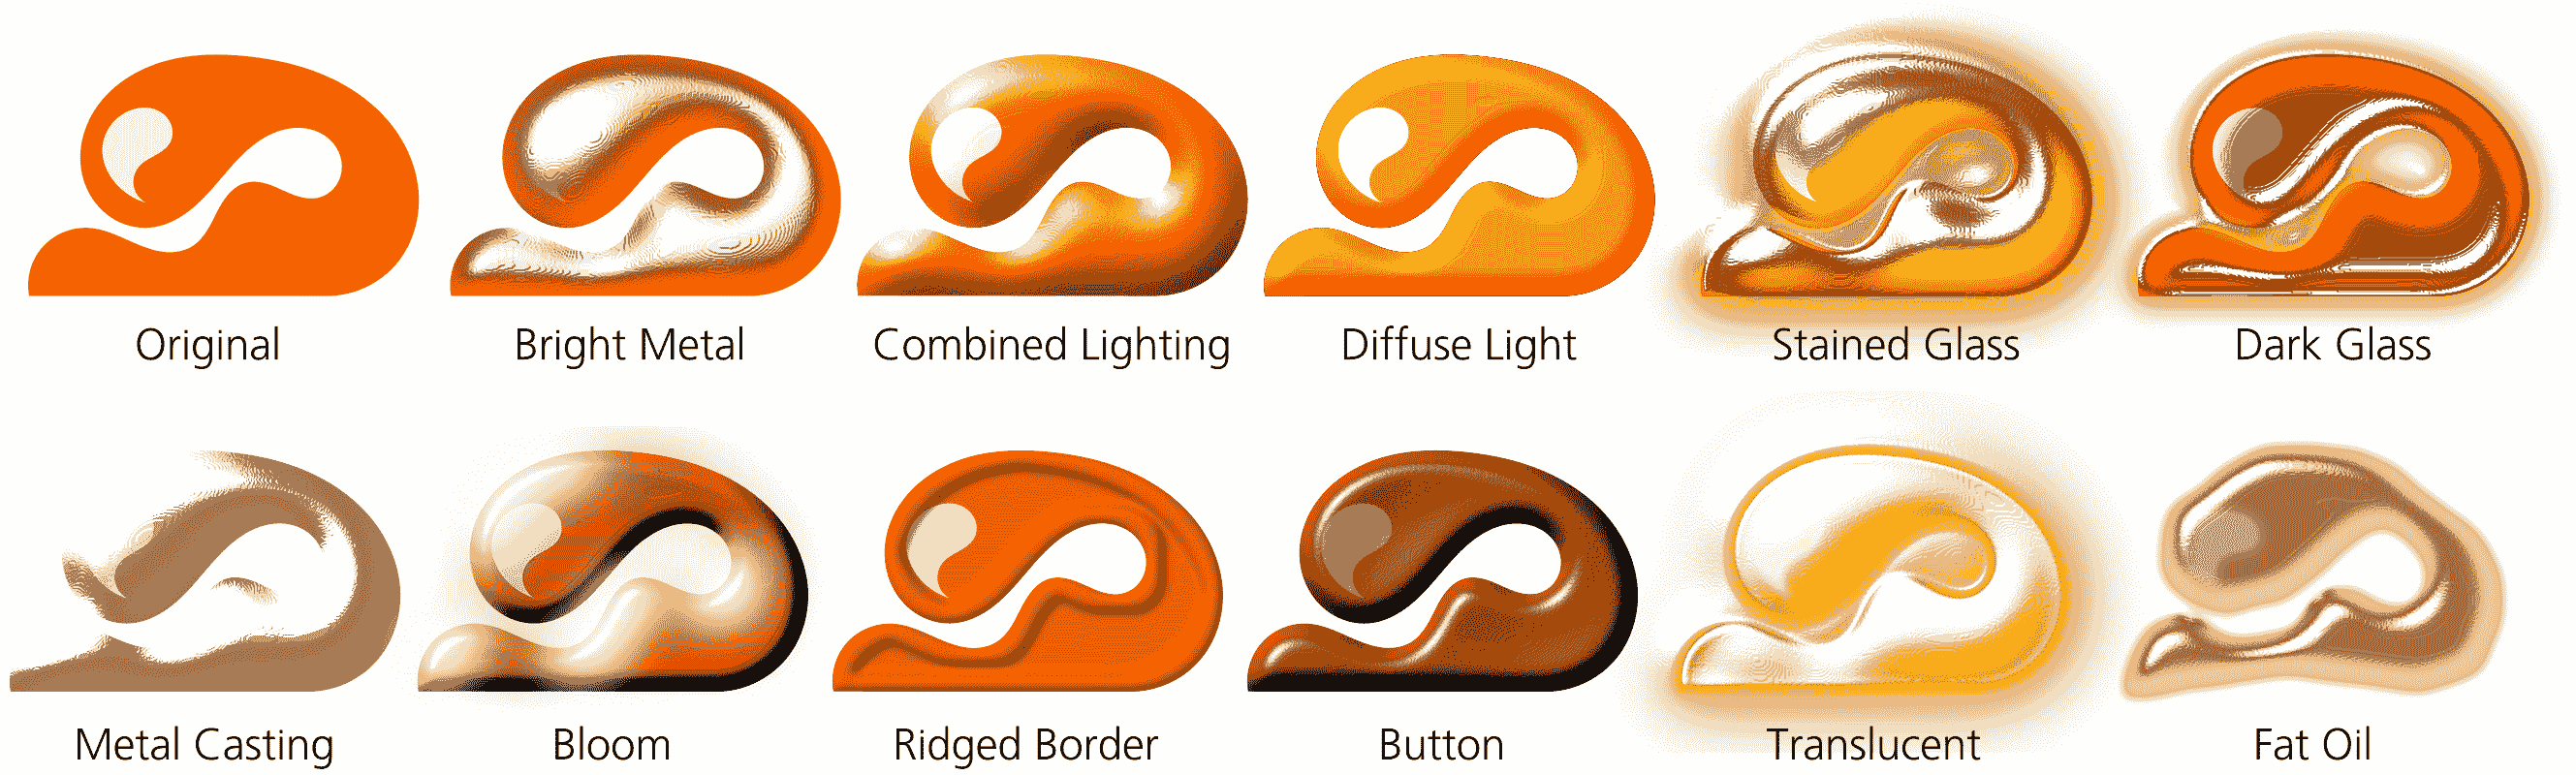 Original
Bright Metal
Combined Lighting
Diffuse Light
Stained Glass
Dark Glass
Metal Casting
Bloom
Ridged Border
Button
Translucent
Fat Oil